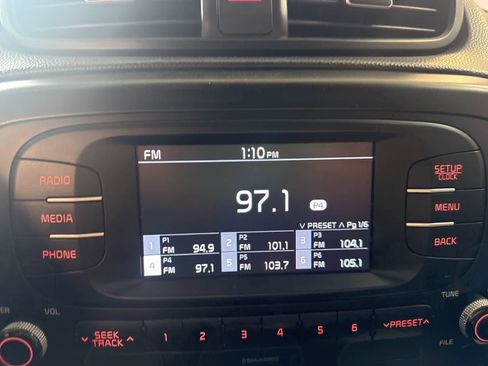 FM 1:10 PM
97.1 P4
∨ PRESET ∧ Pg 1/6
1 P1 FM 94.9
2 P2 FM 101.1
3 P3 FM 104.1
4 P4 FM 97.1
5 P5 FM 103.7
6 P6 FM 105.1
RADIO
MEDIA
PHONE
SETUP
CLOCK
MENU
BACK
VOL
TUNE
∨ SEEK ∧
TRACK
1 2 3 4 5 6
∨PRESET∧
FILE